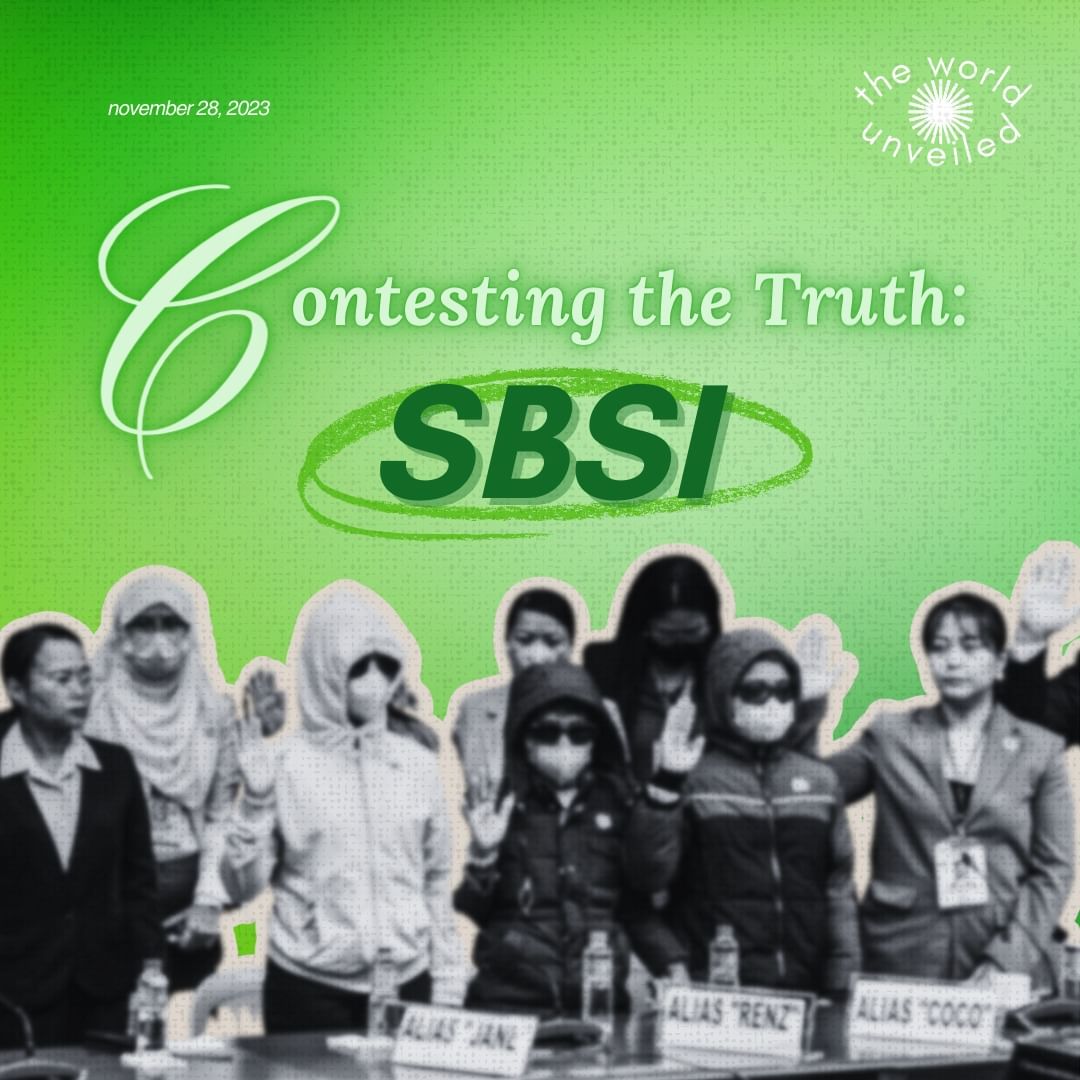 november 28, 2023
the world
unveiled
Contesting the Truth:
SBSI
ALIAS "JANE
ALIAS "RENZ"
ALIAS "COCO"